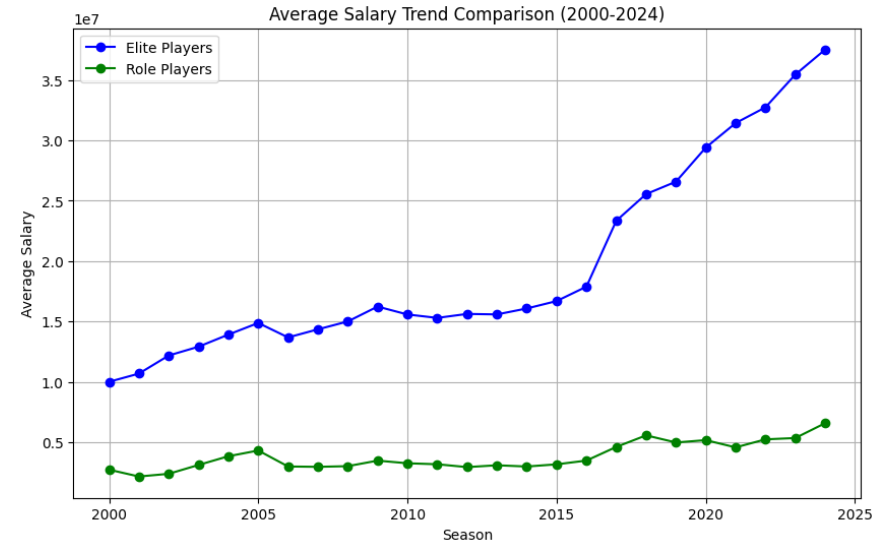 Average Salary Trend Comparison (2000-2024)
1e7
Elite Players
Role Players
3.5
3.0
2.5
2.0
1.5
1.0
0.5
Average Salary
2000 2005 2010 2015 2020 2025
Season